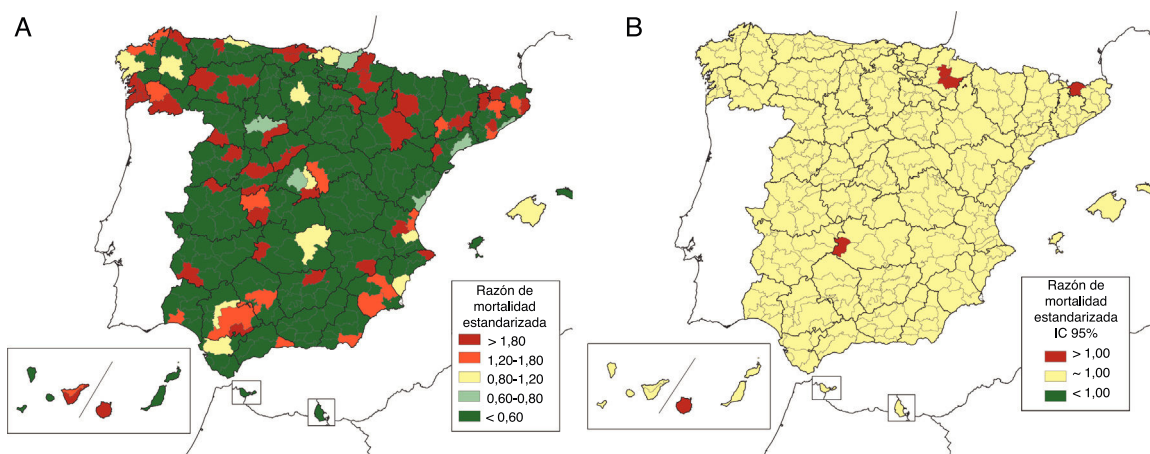 A
Razón de
mortalidad
estandarizada
> 1,80
1,20-1,80
0,80-1,20
0,60-0,80
< 0,60
B
Razón de
mortalidad
estandarizada
IC 95%
> 1,00
~ 1,00
< 1,00